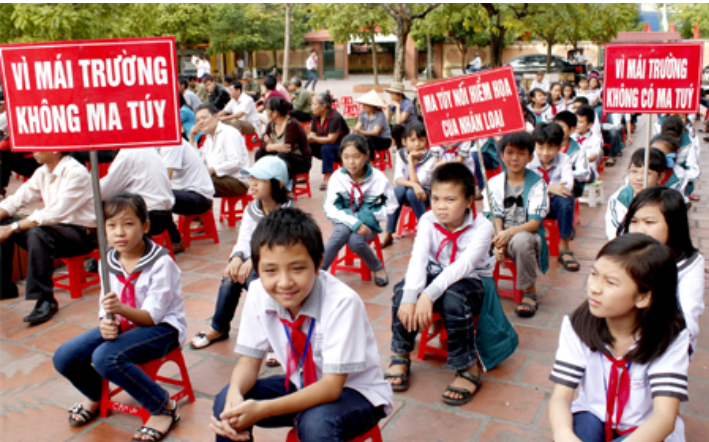 VÌ MÁI TRƯỜNG
KHÔNG MA TÚY
MA TÚY NỖI HIỂM HỌA
CỦA NHÂN LOẠI
VÌ MÁI TRƯỜNG
KHÔNG CÓ MA TUÝ